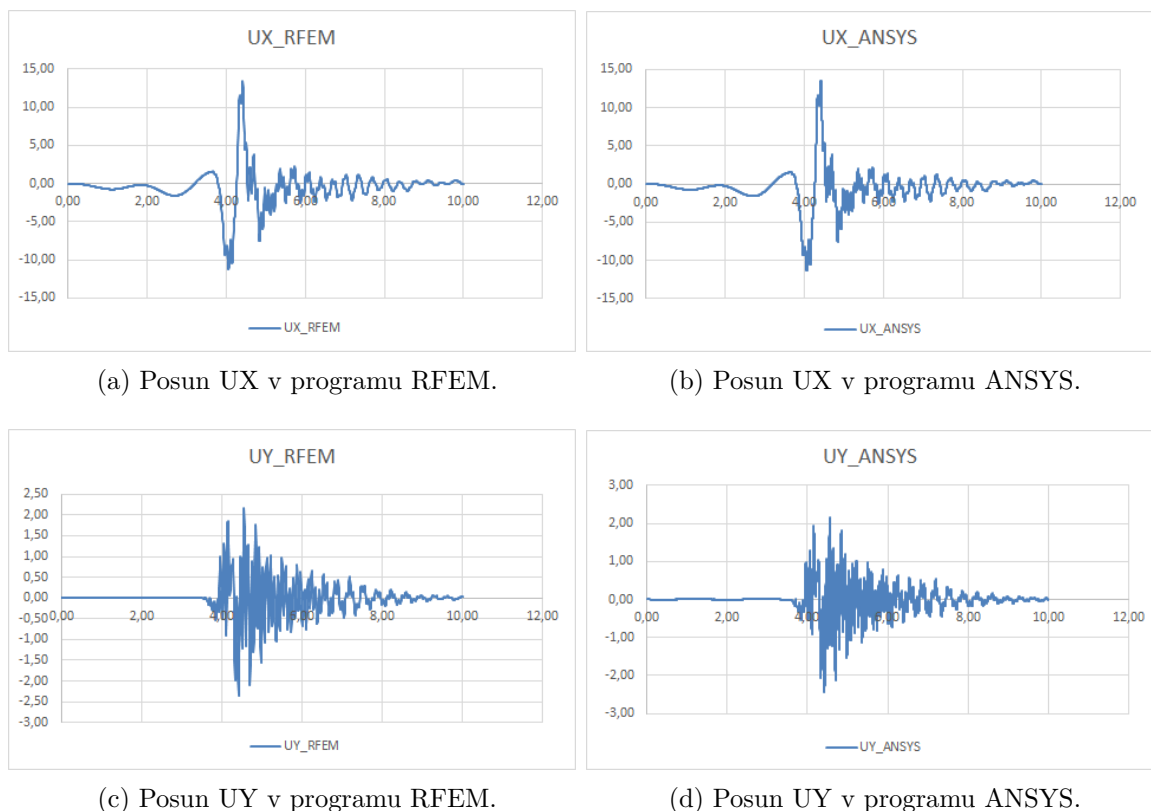 UX_RFEM
15,00
10,00
5,00
0,00
0,00 2,00 4,00 6,00 8,00 10,00 12,00
-5,00
-10,00
-15,00
UX_RFEM
(a) Posun UX v programu RFEM.
UX_ANSYS
15,00
10,00
5,00
0,00
0,00 2,00 4,00 6,00 8,00 10,00 12,00
-5,00
-10,00
-15,00
UX_ANSYS
(b) Posun UX v programu ANSYS.
UY_RFEM
2,50
2,00
1,50
1,00
0,50
0,00
0,00 2,00 4,00 6,00 8,00 10,00 12,00
-0,50
-1,00
-1,50
-2,00
-2,50
-3,00
UY_RFEM
(c) Posun UY v programu RFEM.
UY_ANSYS
3,00
2,00
1,00
0,00
0,00 2,00 4,00 6,00 8,00 10,00 12,00
-1,00
-2,00
-3,00
UY_ANSYS
(d) Posun UY v programu ANSYS.